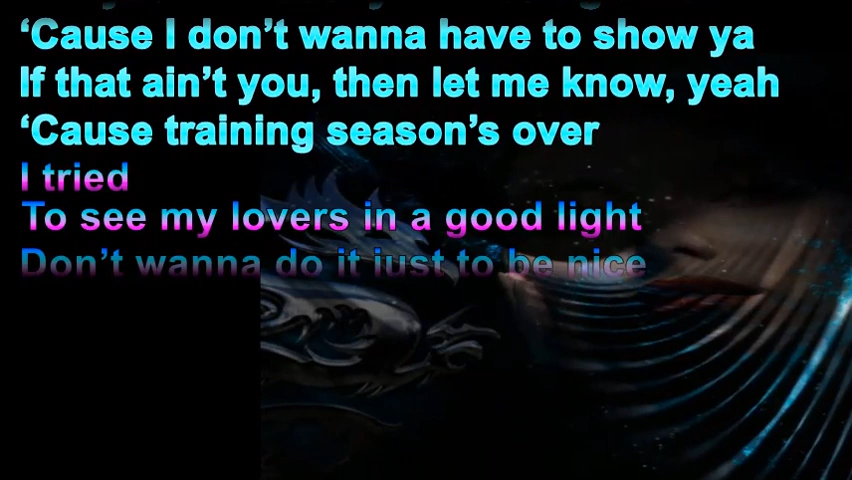 ‘Cause I don’t wanna have to show ya
If that ain’t you, then let me know, yeah
‘Cause training season’s over
I tried
To see my lovers in a good light
Don’t wanna do it just to be nice